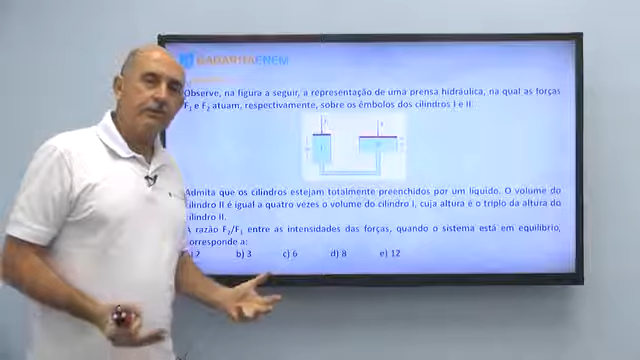 GABARITAENEM
Observe, na figura a seguir, a representação de uma prensa hidráulica, na qual as forças
F₁ e F₂ atuam, respectivamente, sobre os êmbolos dos cilindros I e II.
Admita que os cilindros estejam totalmente preenchidos por um líquido. O volume do
cilindro II é igual a quatro vezes o volume do cilindro I, cuja altura é o triplo da altura do
cilindro II.
A razão F₂/F₁ entre as intensidades das forças, quando o sistema está em equilíbrio,
corresponde a:
a) 2 b) 3 c) 6 d) 8 e) 12